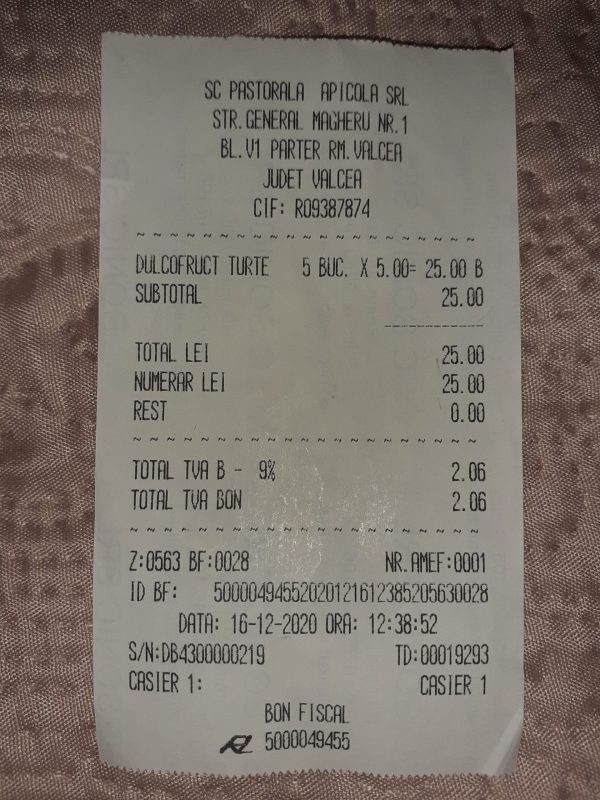 SC PASTORALA APICOLA SRL
STR.GENERAL MAGHERU NR.1
BL.V1 PARTER RM.VALCEA
JUDET VALCEA
CIF: RO9387874
~ ~ ~ ~ ~ ~ ~ ~ ~ ~ ~ ~ ~ ~ ~ ~ ~ ~ ~ ~
DULCOFRUCT TURTE 5 BUC. X 5.00= 25.00 B
SUBTOTAL 25.00
------------
TOTAL LEI 25.00
NUMERAR LEI 25.00
REST 0.00
~ ~ ~ ~ ~ ~ ~ ~ ~ ~ ~ ~ ~ ~ ~ ~ ~ ~ ~ ~
TOTAL TVA B - 9% 2.06
TOTAL TVA BON 2.06
~ ~ ~ ~ ~ ~ ~ ~ ~ ~ ~ ~ ~ ~ ~ ~ ~ ~ ~ ~
Z:0563 BF:0028 NR.AMEF:0001
ID BF: 50000494552020121612385205630028
DATA: 16-12-2020 ORA: 12:38:52
S/N:DB4300000219 TD:00019293
CASIER 1: CASIER 1
BON FISCAL
5000049455